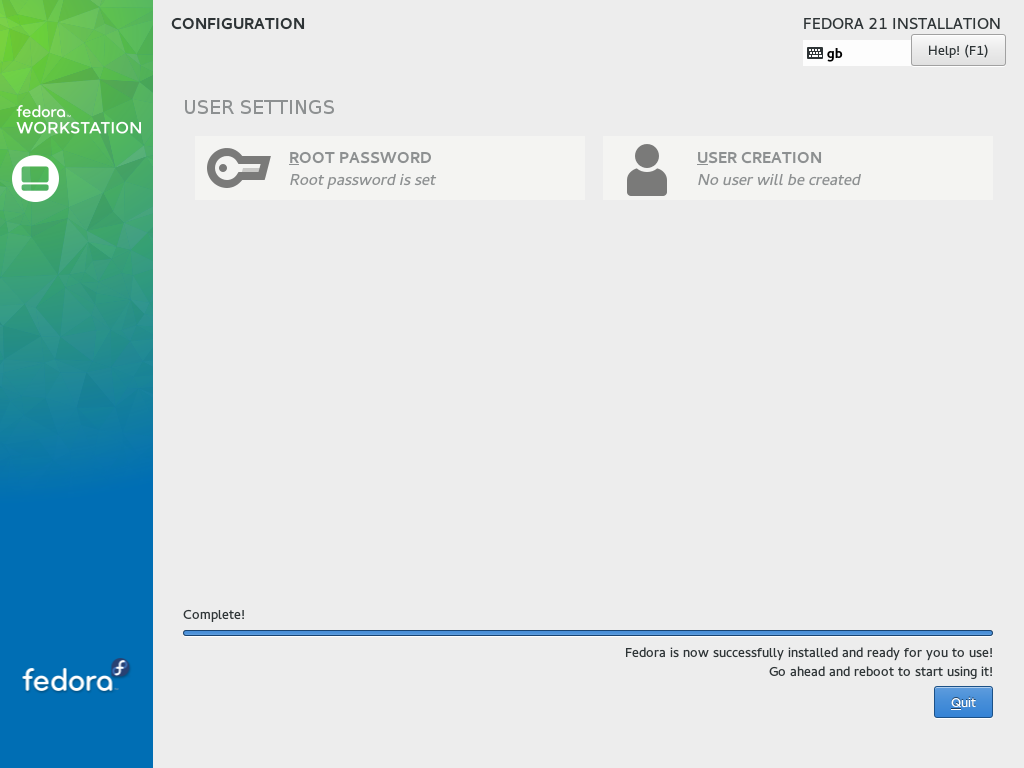 CONFIGURATION
FEDORA 21 INSTALLATION
gb
Help! (F1)
fedora
WORKSTATION
USER SETTINGS
ROOT PASSWORD
Root password is set
USER CREATION
No user will be created
Complete!
Fedora is now successfully installed and ready for you to use!
Go ahead and reboot to start using it!
Quit
fedora